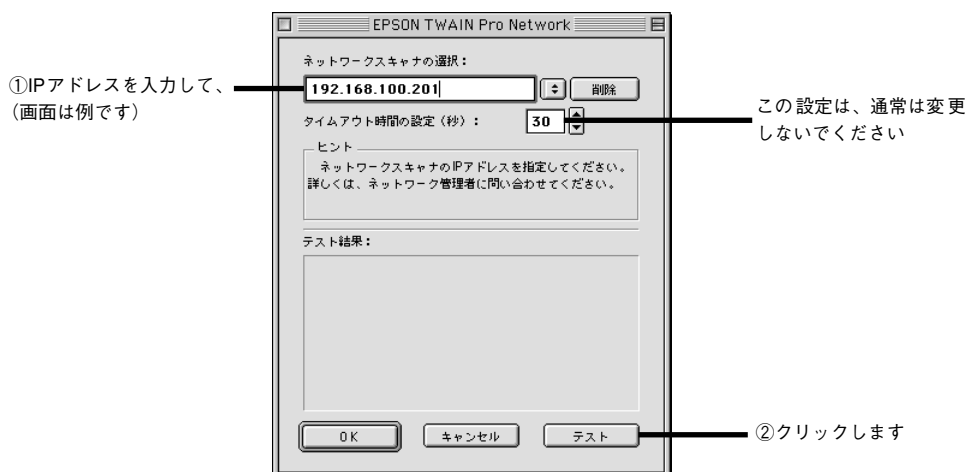 EPSON TWAIN Pro Network
ネットワークスキャナの選択：
①IPアドレスを入力して、
（画面は例です）
192.168.100.201
削除
タイムアウト時間の設定（秒）：
30
この設定は、通常は変更
しないでください
ヒント
ネットワークスキャナのIPアドレスを指定してください。
詳しくは、ネットワーク管理者に問い合わせてください。
テスト結果：
OK
キャンセル
テスト
②クリックします